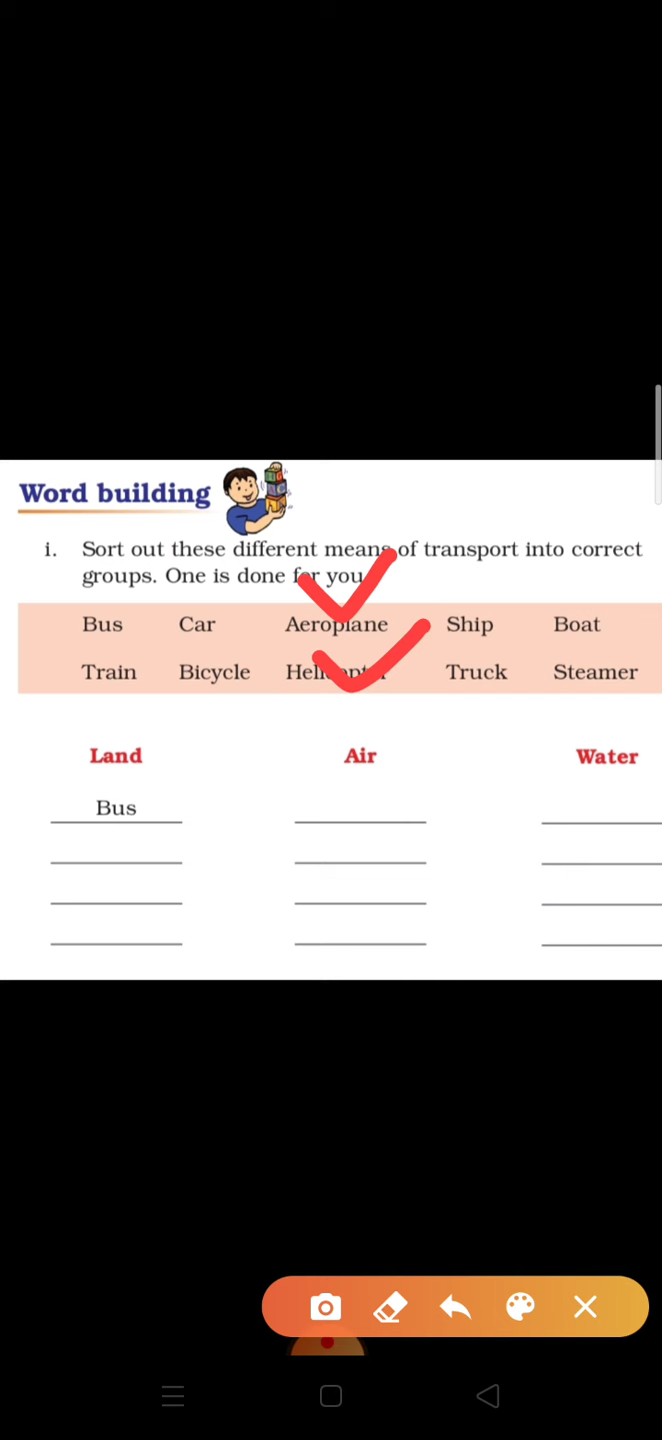 Word building
i. Sort out these different means of transport into correct
groups. One is done for you
Bus Car Aeroplane Ship Boat
Train Bicycle Truck Steamer
Land Air Water
Bus